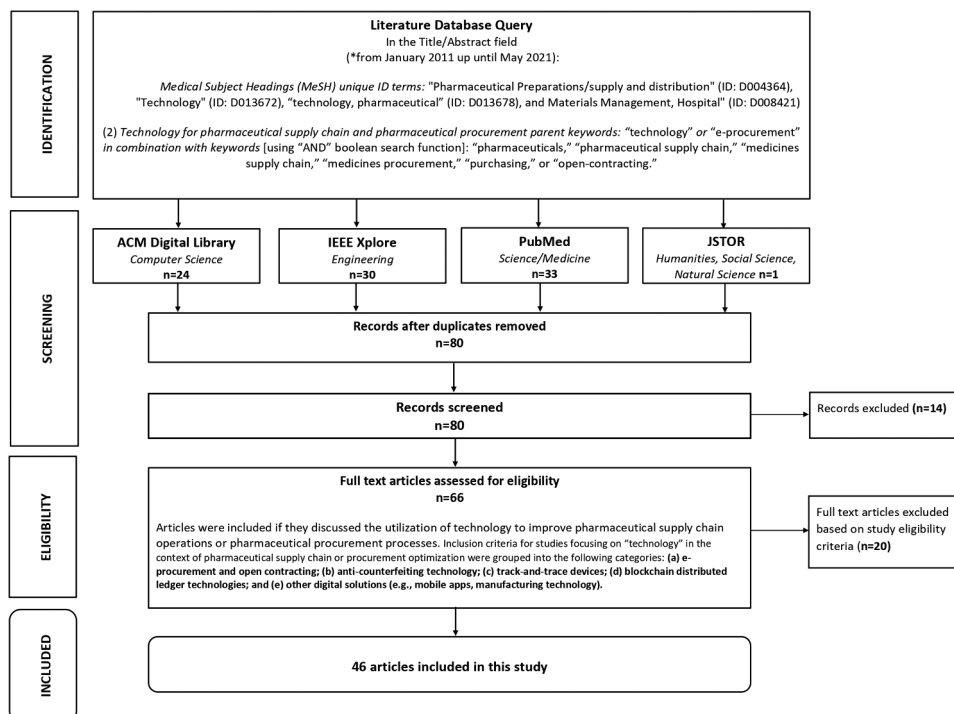 IDENTIFICATION
Literature Database Query
In the Title/Abstract field
(*from January 2011 up until May 2021):
Medical Subject Headings (MeSH) unique ID terms: "Pharmaceutical Preparations/supply and distribution" (ID: D004364),
"Technology" (ID: D013672), “technology, pharmaceutical” (ID: D013678), and Materials Management, Hospital" (ID: D008421)
(2) Technology for pharmaceutical supply chain and pharmaceutical procurement parent keywords: “technology” or “e-procurement”
in combination with keywords [using “AND” boolean search function]: “pharmaceuticals,” “pharmaceutical supply chain,” “medicines
supply chain,” “medicines procurement,” “purchasing,” or “open-contracting.”
SCREENING
ACM Digital Library
Computer Science
n=24
IEEE Xplore
Engineering
n=30
PubMed
Science/Medicine
n=33
JSTOR
Humanities, Social Science,
Natural Science n=1
Records after duplicates removed
n=80
Records screened
n=80
Records excluded (n=14)
ELIGIBILITY
Full text articles assessed for eligibility
n=66
Articles were included if they discussed the utilization of technology to improve pharmaceutical supply chain
operations or pharmaceutical procurement processes. Inclusion criteria for studies focusing on “technology” in the
context of pharmaceutical supply chain or procurement optimization were grouped into the following categories: (a) e-
procurement and open contracting; (b) anti-counterfeiting technology; (c) track-and-trace devices; (d) blockchain distributed
ledger technologies; and (e) other digital solutions (e.g., mobile apps, manufacturing technology).
Full text articles excluded
based on study eligibility
criteria (n=20)
INCLUDED
46 articles included in this study